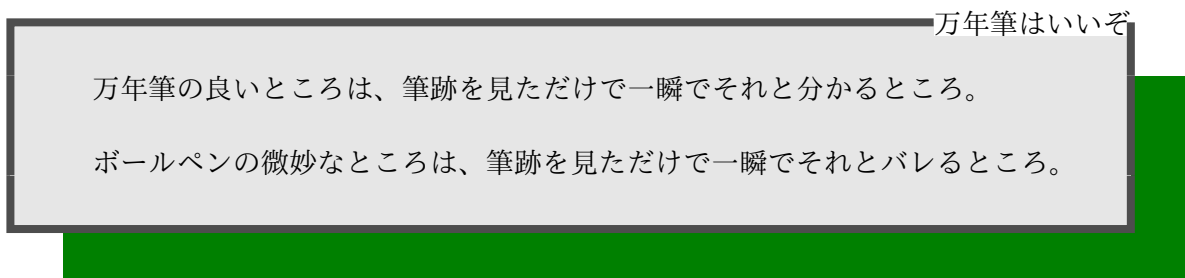 万年筆はいいぞ
万年筆の良いところは、筆跡を見ただけで一瞬でそれと分かるところ。
ボールペンの微妙なところは、筆跡を見ただけで一瞬でそれとバレるところ。